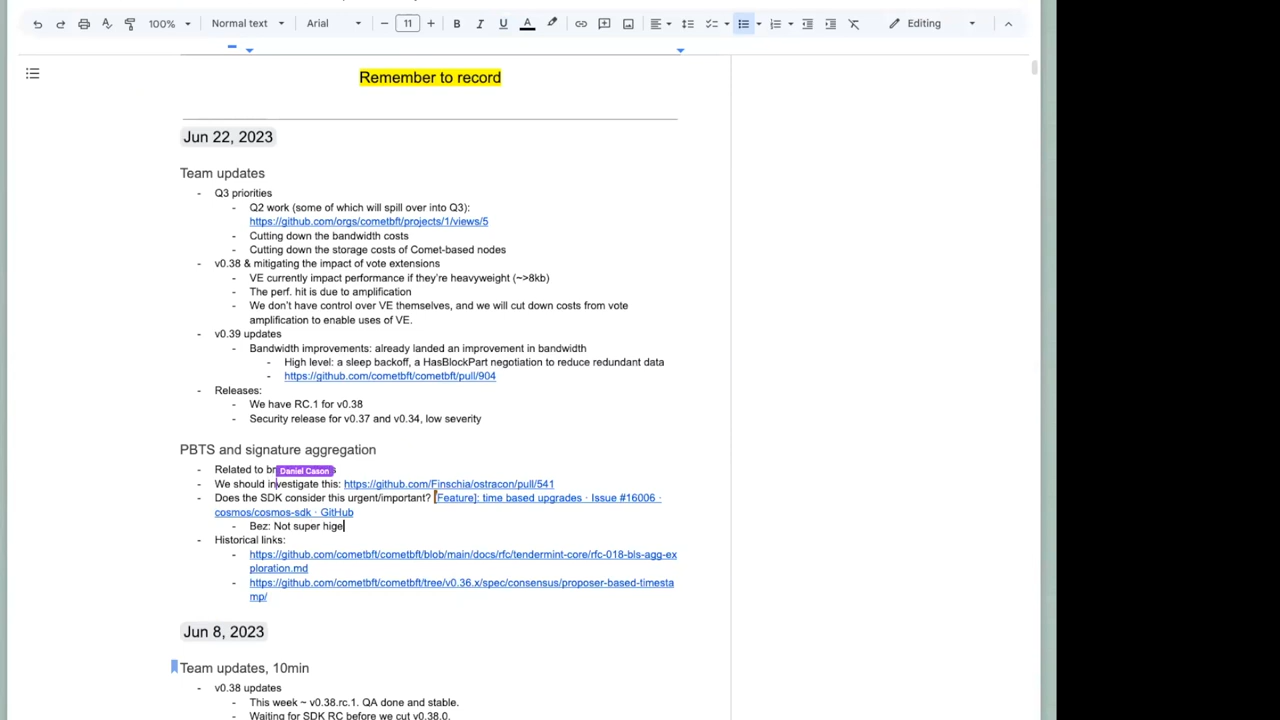 100%
Normal text
Arial
11
Editing
Remember to record
Jun 22, 2023
Team updates
- Q3 priorities
- Q2 work (some of which will spill over into Q3):
https://github.com/orgs/cometbft/projects/1/views/5
- Cutting down the bandwidth costs
- Cutting down the storage costs of Comet-based nodes
- v0.38 & mitigating the impact of vote extensions
- VE currently impact performance if they're heavyweight (~>8kb)
- The perf. hit is due to amplification
- We don't have control over VE themselves, and we will cut down costs from vote
amplification to enable uses of VE.
- v0.39 updates
- Bandwidth improvements: already landed an improvement in bandwidth
- High level: a sleep backoff, a HasBlockPart negotiation to reduce redundant data
- https://github.com/cometbft/cometbft/pull/904
- Releases:
- We have RC.1 for v0.38
- Security release for v0.37 and v0.34, low severity
PBTS and signature aggregation
- Related to
Daniel Cason
- We should investigate this: https://github.com/Finschia/ostracon/pull/541
- Does the SDK consider this urgent/important? [Feature]: time based upgrades · Issue #16006 ·
cosmos/cosmos-sdk · GitHub
- Bez: Not super hige
- Historical links:
- https://github.com/cometbft/cometbft/blob/main/docs/rfc/tendermint-core/rfc-018-bls-agg-ex
ploration.md
- https://github.com/cometbft/cometbft/tree/v0.36.x/spec/consensus/proposer-based-timesta
mp/
Jun 8, 2023
Team updates, 10min
- v0.38 updates
- This week ~ v0.38.rc.1. QA done and stable.
- Waiting for SDK RC before we cut v0.38.0.